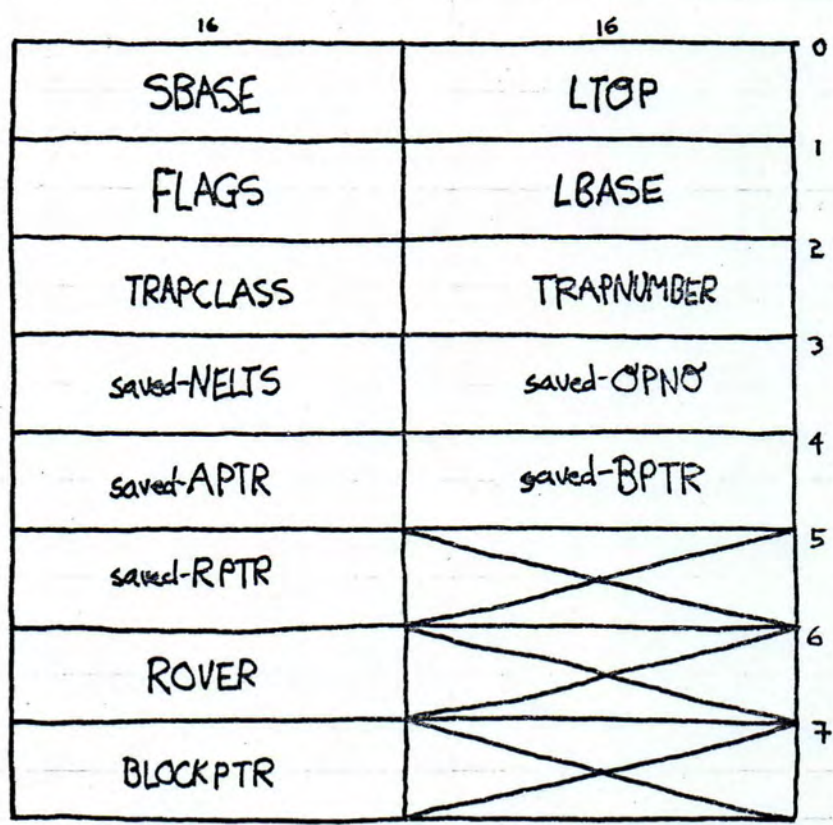 16 16
0
SBASE LTOP
1
FLAGS LBASE
2
TRAPCLASS TRAPNUMBER
3
saved-NELTS saved-OPNO
4
saved-APTR saved-BPTR
5
saved-RPTR
6
ROVER
7
BLOCKPTR